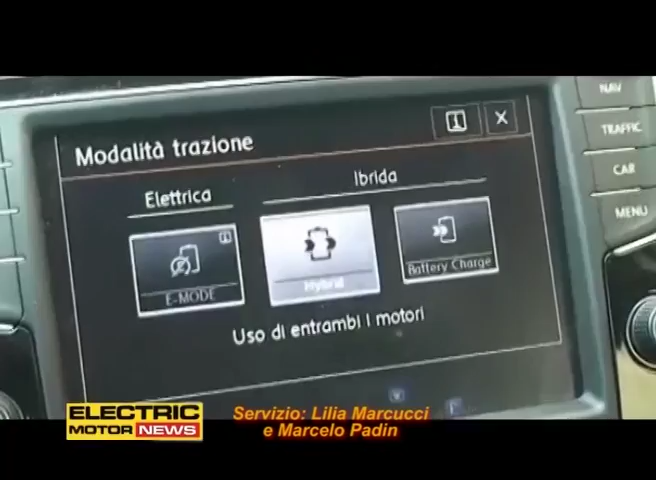 NAV
TRAFFIC
CAR
MENU
Modalità trazione
i X
Elettrica
Ibrida
E-MODE
Hybrid
Battery Charge
Uso di entrambi i motori
ELECTRIC
MOTOR NEWS
Servizio: Lilia Marcucci
e Marcelo Padin